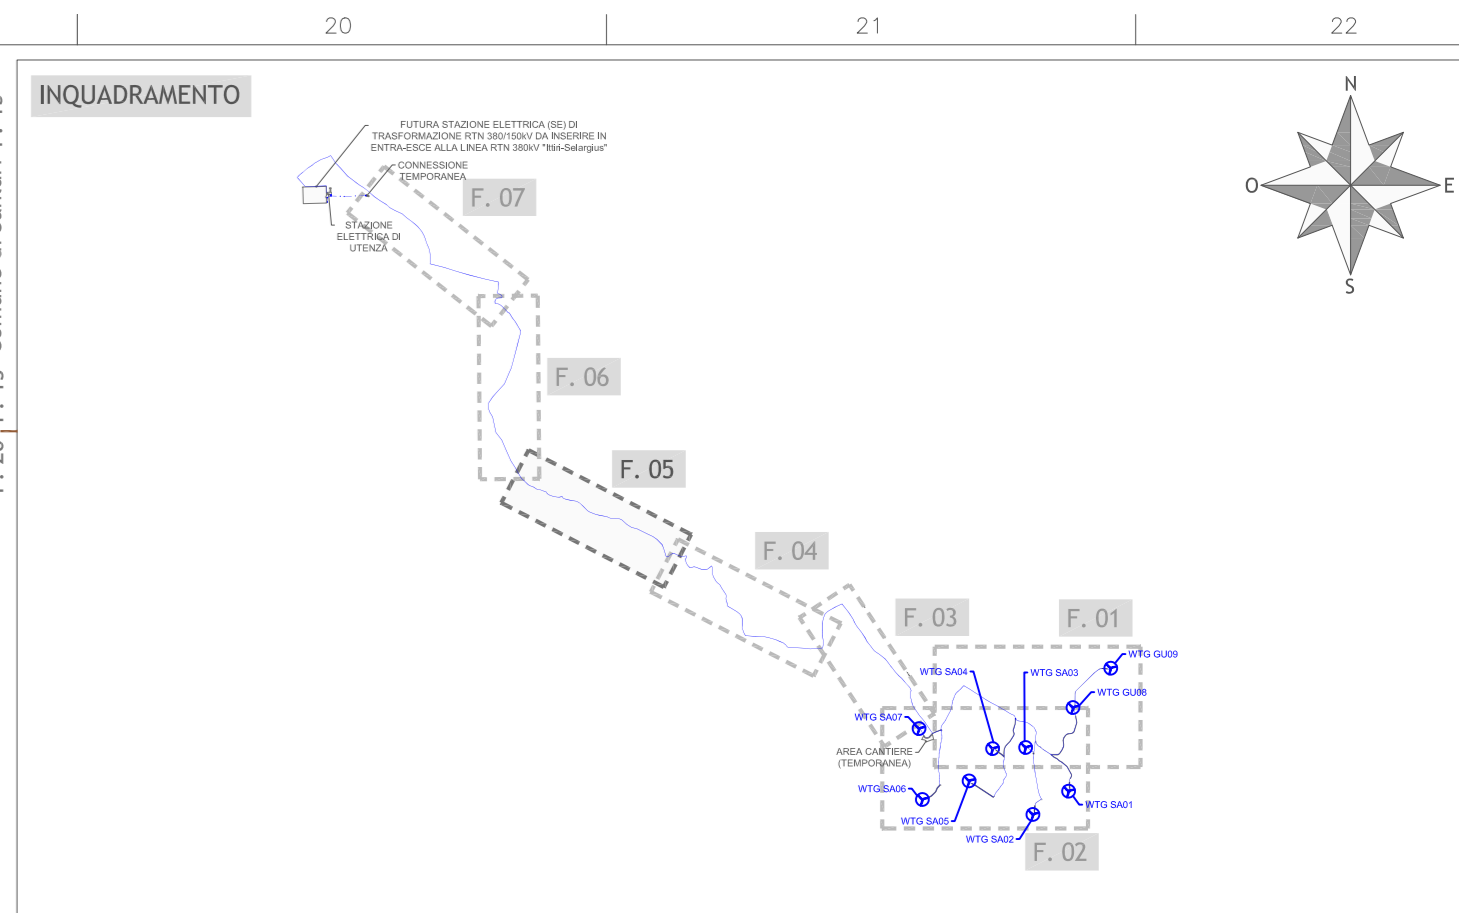 20
21
22
INQUADRAMENTO
N
O
E
S
FUTURA STAZIONE ELETTRICA (SE) DI
TRASFORMAZIONE RTN 380/150kV DA INSERIRE IN
ENTRA-ESCE ALLA LINEA RTN 380kV "Ittiri-Selargius"
CONNESSIONE
TEMPORANEA
F. 07
STAZIONE
ELETTRICA DI
UTENZA
F. 06
F. 05
F. 04
F. 03
F. 01
WTG GU09
WTG SA04
WTG SA03
WTG GU08
WTG SA07
AREA CANTIERE
(TEMPORANEA)
WTG SA06
WTG SA01
WTG SA05
WTG SA02
F. 02